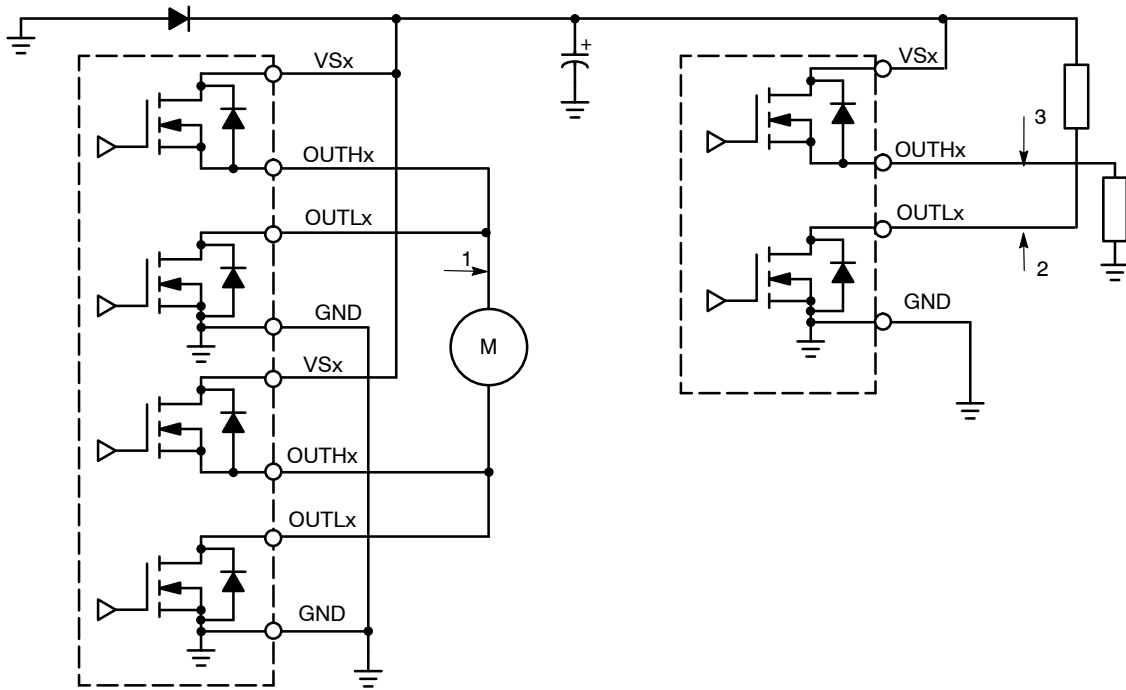 VSx
OUTHx
OUTLx
1
GND
M
VSx
OUTHx
OUTLx
GND
+
VSx
3
OUTHx
OUTLx
2
GND